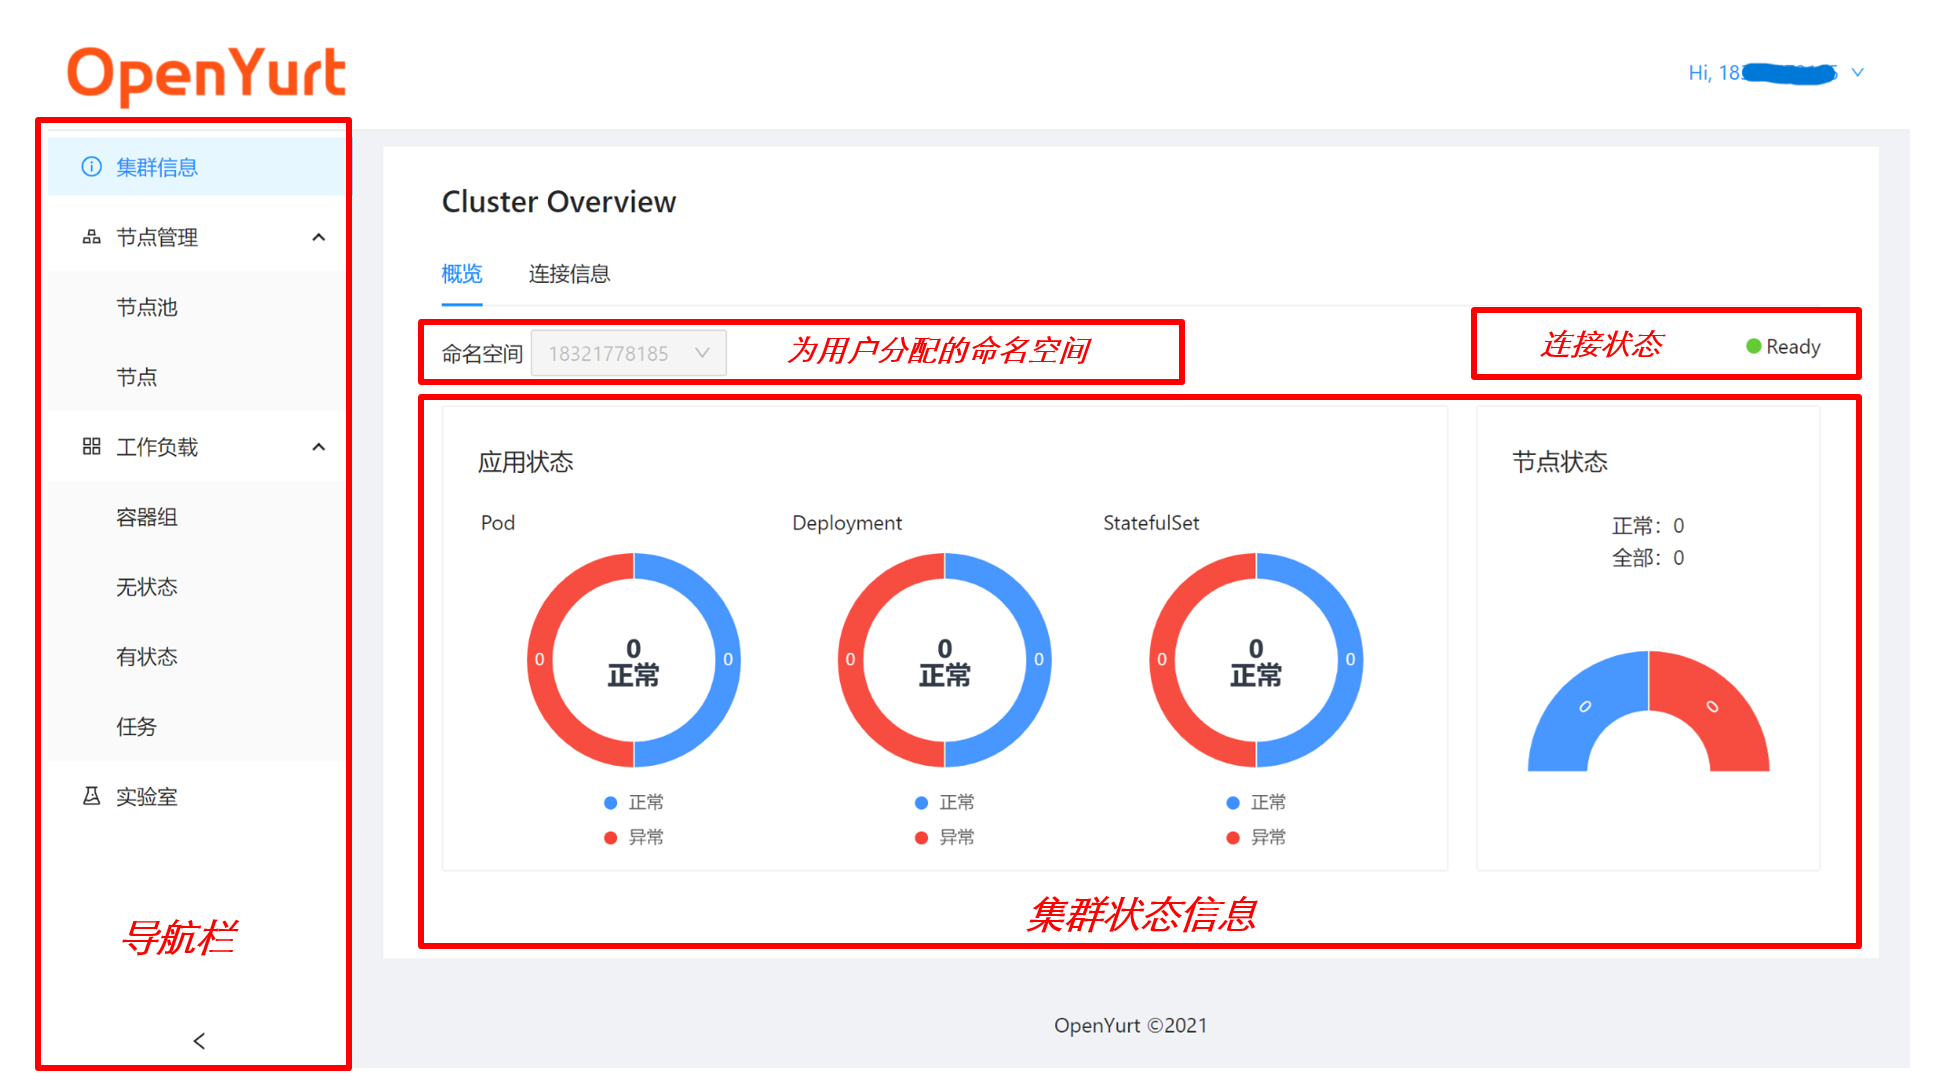 OpenYurt
Hi, 183
集群信息
节点管理
节点池
节点
工作负载
容器组
无状态
有状态
任务
实验室
导航栏
Cluster Overview
概览 连接信息
命名空间 18321778185 为用户分配的命名空间
连接状态 Ready
应用状态
Pod Deployment StatefulSet
0 0 正常 0
0 0 正常 0
0 0 正常 0
正常 正常 正常
异常 异常 异常
节点状态
正常: 0
全部: 0
0 0
集群状态信息
OpenYurt ©2021